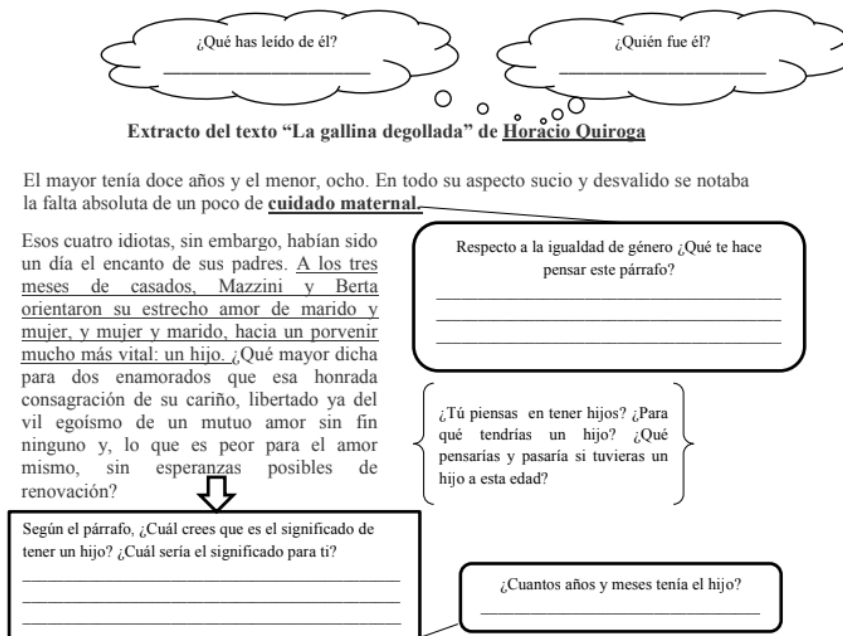 ¿Qué has leído de él?
¿Quién fue él?
Extracto del texto “La gallina degollada” de Horacio Quiroga
El mayor tenía doce años y el menor, ocho. En todo su aspecto sucio y desvalido se notaba
la falta absoluta de un poco de cuidado maternal.
Esos cuatro idiotas, sin embargo, habían sido
un día el encanto de sus padres. A los tres
meses de casados, Mazzini y Berta
orientaron su estrecho amor de marido y
mujer, y mujer y marido, hacia un porvenir
mucho más vital: un hijo. ¿Qué mayor dicha
para dos enamorados que esa honrada
consagración de su cariño, libertado ya del
vil egoísmo de un mutuo amor sin fin
ninguno y, lo que es peor para el amor
mismo, sin esperanzas posibles de
renovación?
Respecto a la igualdad de género ¿Qué te hace
pensar este párrafo?
¿Tú piensas en tener hijos? ¿Para
qué tendrías un hijo? ¿Qué
pensarías y pasaría si tuvieras un
hijo a esta edad?
Según el párrafo, ¿Cuál crees que es el significado de
tener un hijo? ¿Cuál sería el significado para ti?
¿Cuantos años y meses tenía el hijo?